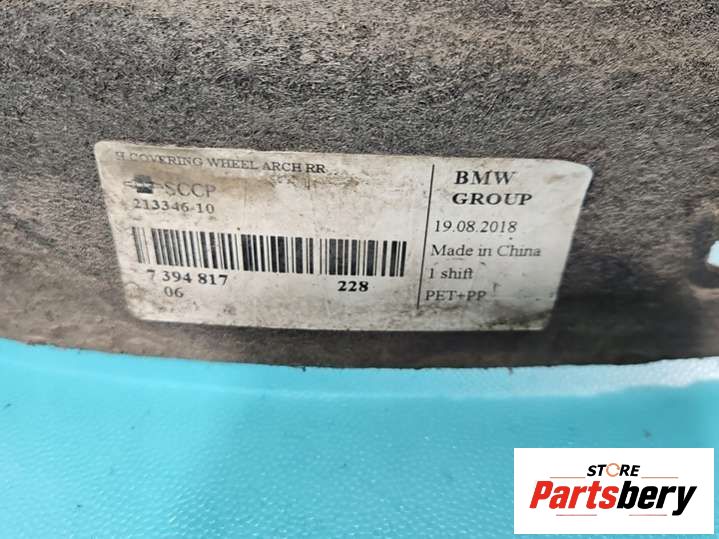 COVERING WHEEL ARCH RR
SCCP
213346-10
7 394 817
06
228
BMW
GROUP
19.08.2018
Made in China
1 shift
PET+PP
STORE
Partsbery